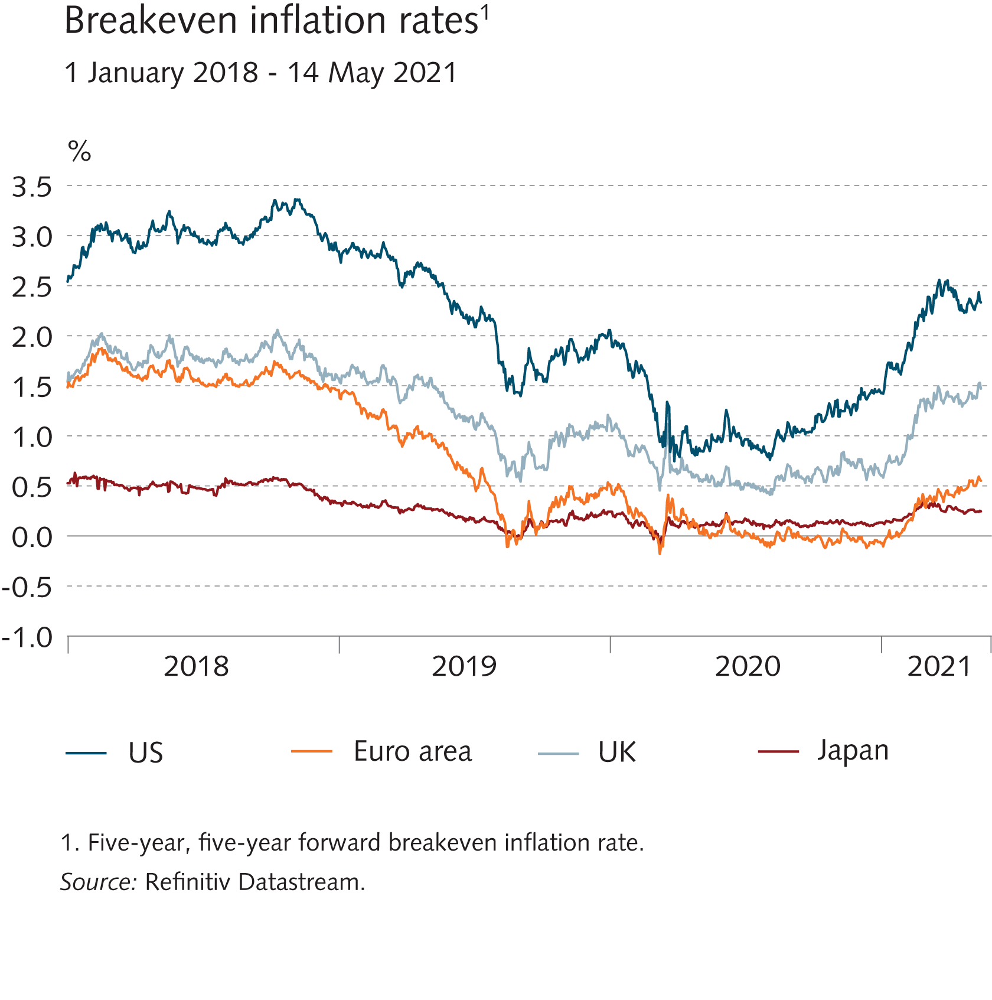 Breakeven inflation rates¹
1 January 2018 - 14 May 2021
%
3.5
3.0
2.5
2.0
1.5
1.0
0.5
0.0
-0.5
-1.0
2018 2019 2020 2021
US Euro area UK Japan
1. Five-year, five-year forward breakeven inflation rate.
Source: Refinitiv Datastream.